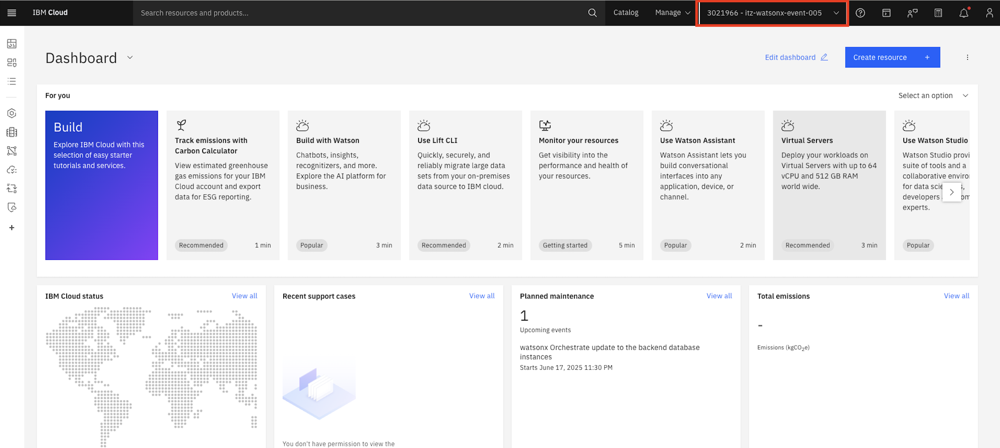 IBM Cloud
Search resources and products...
Catalog
Manage
3021966 - itz-watsonx-event-005
Dashboard
Edit dashboard
Create resource +
For you
Select an option
Build
Explore IBM Cloud with this
selection of easy starter
tutorials and services.
Track emissions with
Carbon Calculator
View estimated greenhouse
gas emissions for your IBM
Cloud account and export
data for ESG reporting.
Recommended
1 min
Build with Watson
Chatbots, insights,
recognitizers, and more.
Explore the AI platform for
business.
Popular
3 min
Use Lift CLI
Quickly, securely, and
reliably migrate large data
sets from your on-premises
data source to IBM cloud.
Recommended
2 min
Monitor your resources
Get visibility into the
performance and health of
your resources.
Getting started
5 min
Use Watson Assistant
Watson Assistant lets you
build conversational
interfaces into any
application, device, or
channel.
Popular
2 min
Virtual Servers
Deploy your workloads on
Virtual Servers with up to 64
vCPU and 512 GB RAM
world wide.
Recommended
3 min
Use Watson Studio
Watson Studio provi
suite of tools and a
collaborative enviro
for data scie
developers
experts.
Popular
IBM Cloud status
View all
Recent support cases
View all
You don't have permission to view the
Planned maintenance
View all
1
Upcoming events
watsonx Orchestrate update to the backend database
instances
Starts June 17, 2025 11:30 PM
Total emissions
View all
-
Emissions (kgCO₂e)